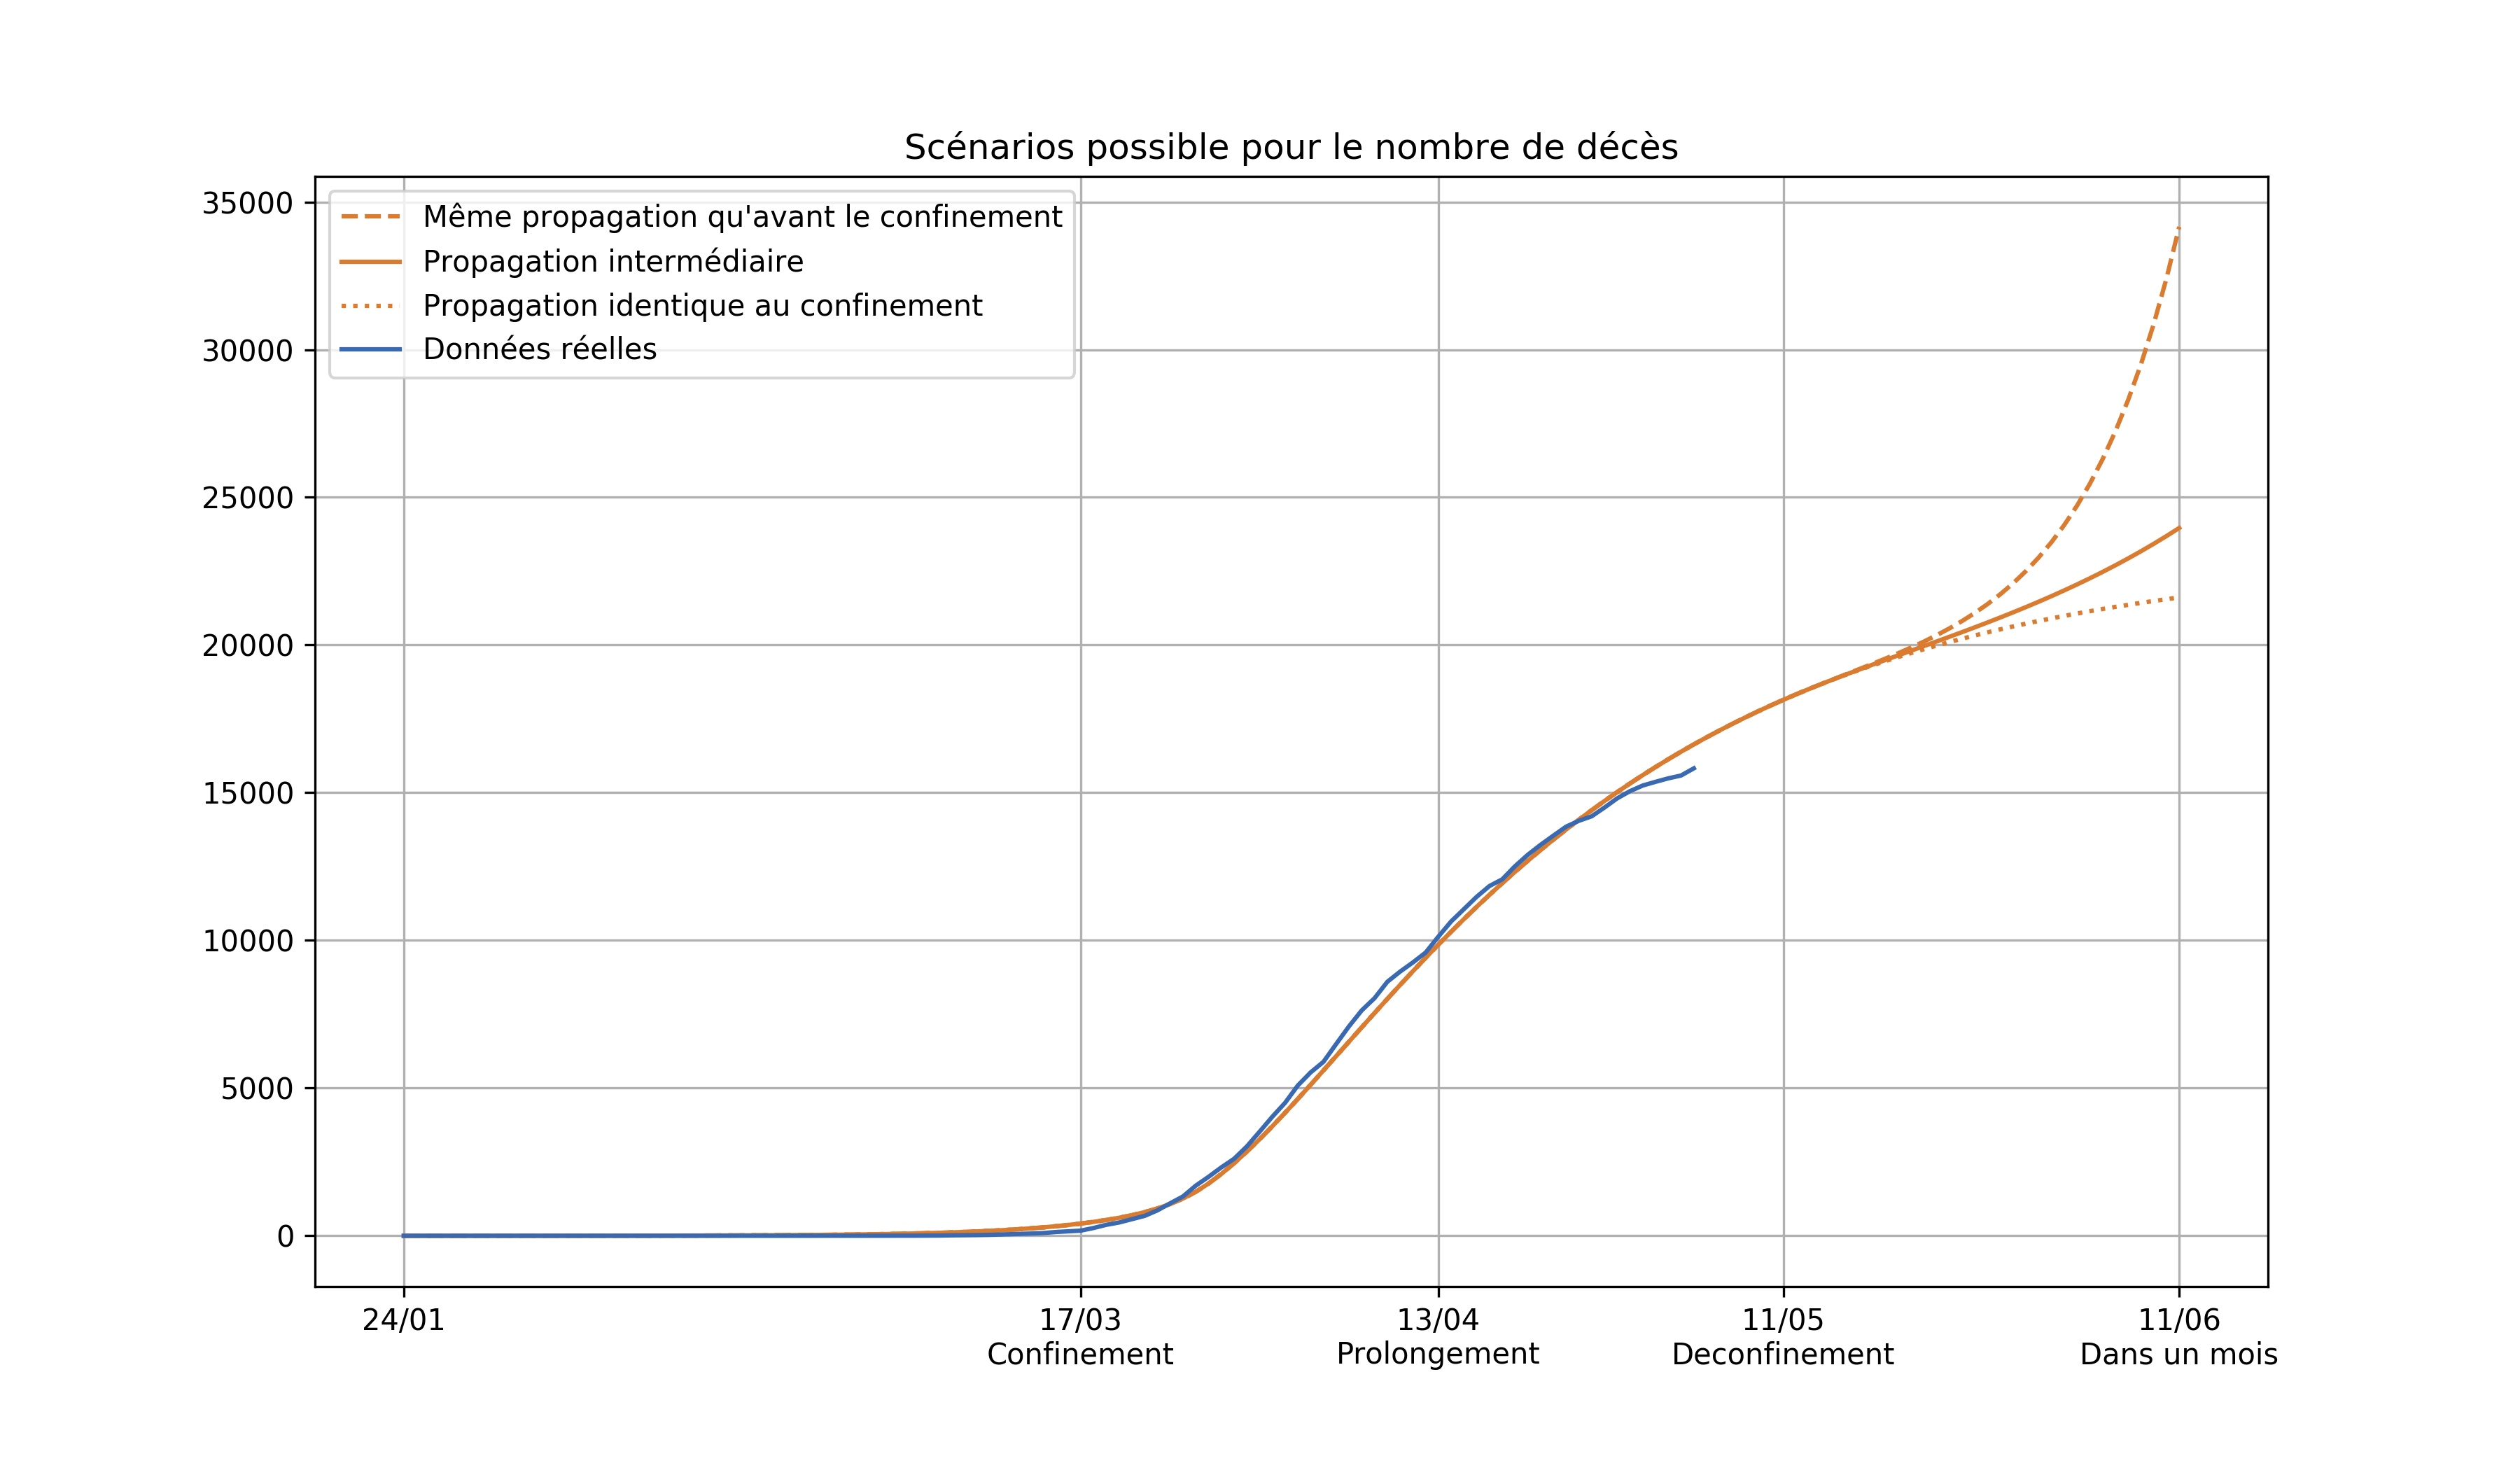 Scénarios possible pour le nombre de décès
35000
30000
25000
20000
15000
10000
5000
0
Même propagation qu'avant le confinement
Propagation intermédiaire
Propagation identique au confinement
Données réelles
24/01
17/03
Confinement
13/04
Prolongement
11/05
Deconfinement
11/06
Dans un mois